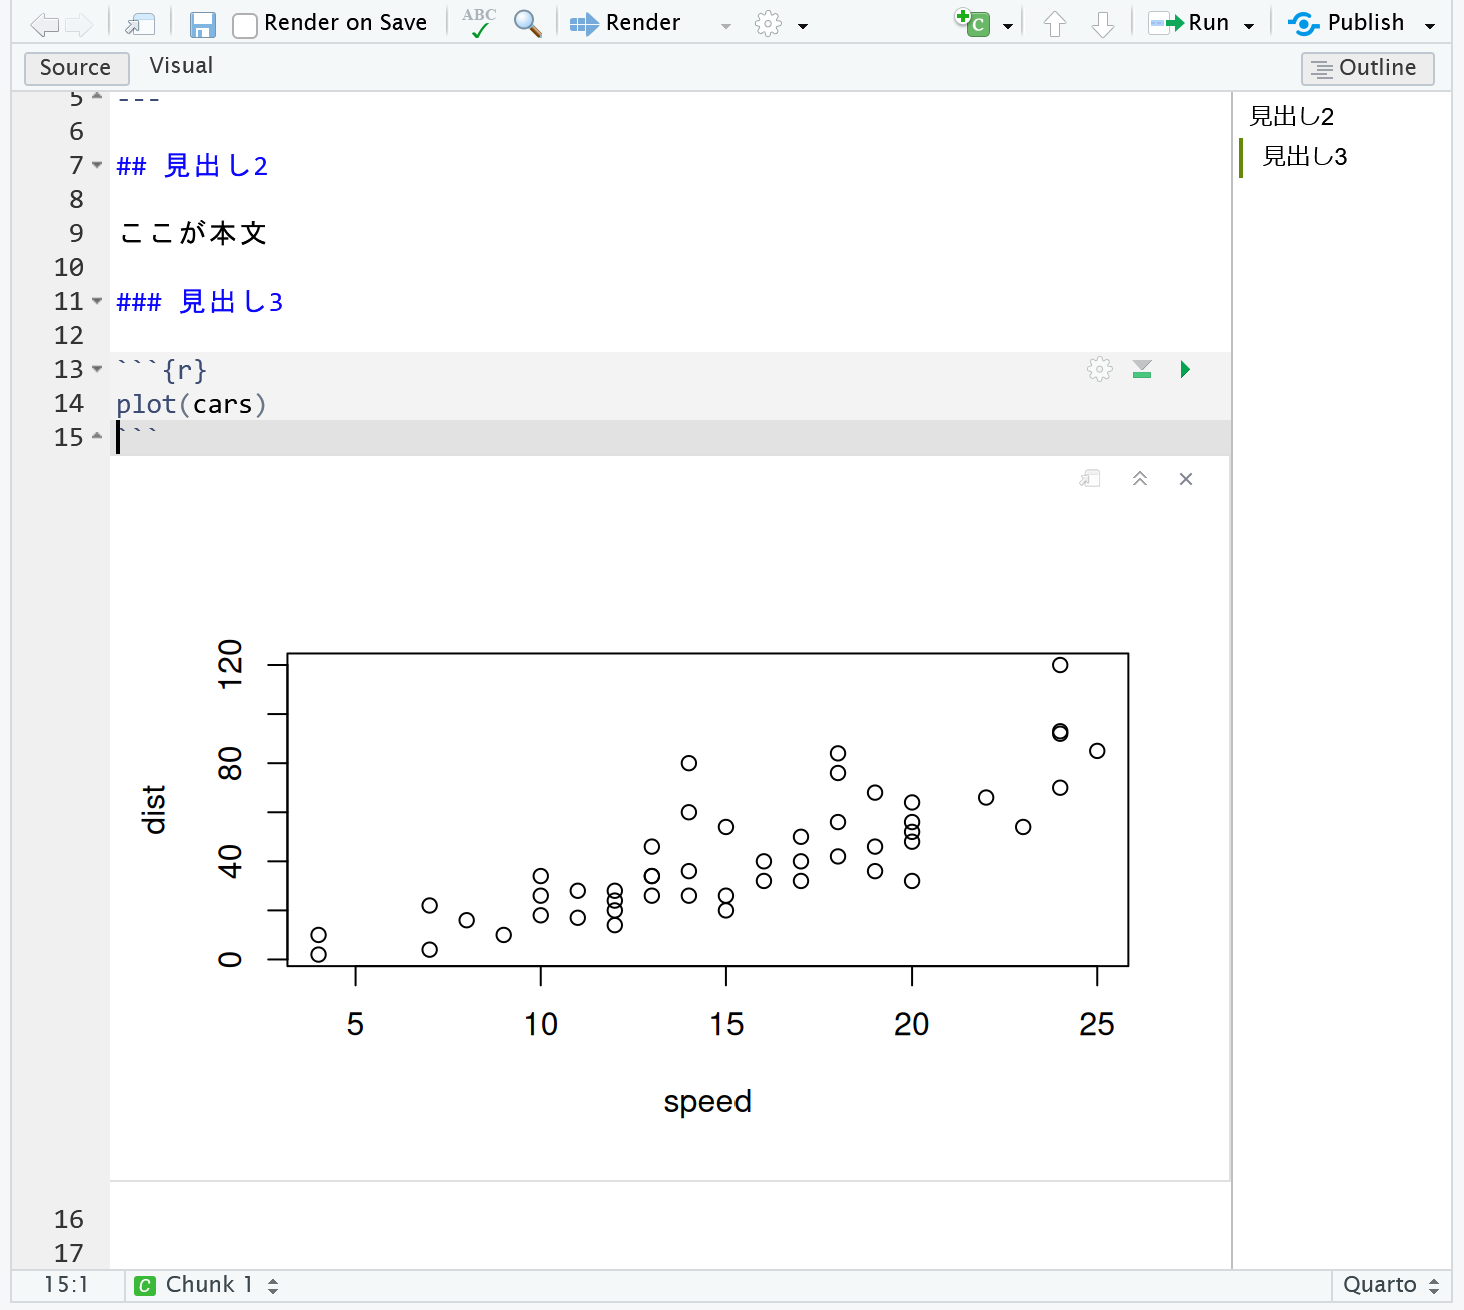 Render on Save ABC Render Run Publish
Source Visual Outline
5 ---
6
7 ## 見出し2
8
9 ここが本文
10
11 ### 見出し3
12
13 ```{r}
14 plot(cars)
15 ```
120
80
40
0
dist
5 10 15 20 25
speed
16
17
見出し2
見出し3
15:1 C Chunk 1 Quarto